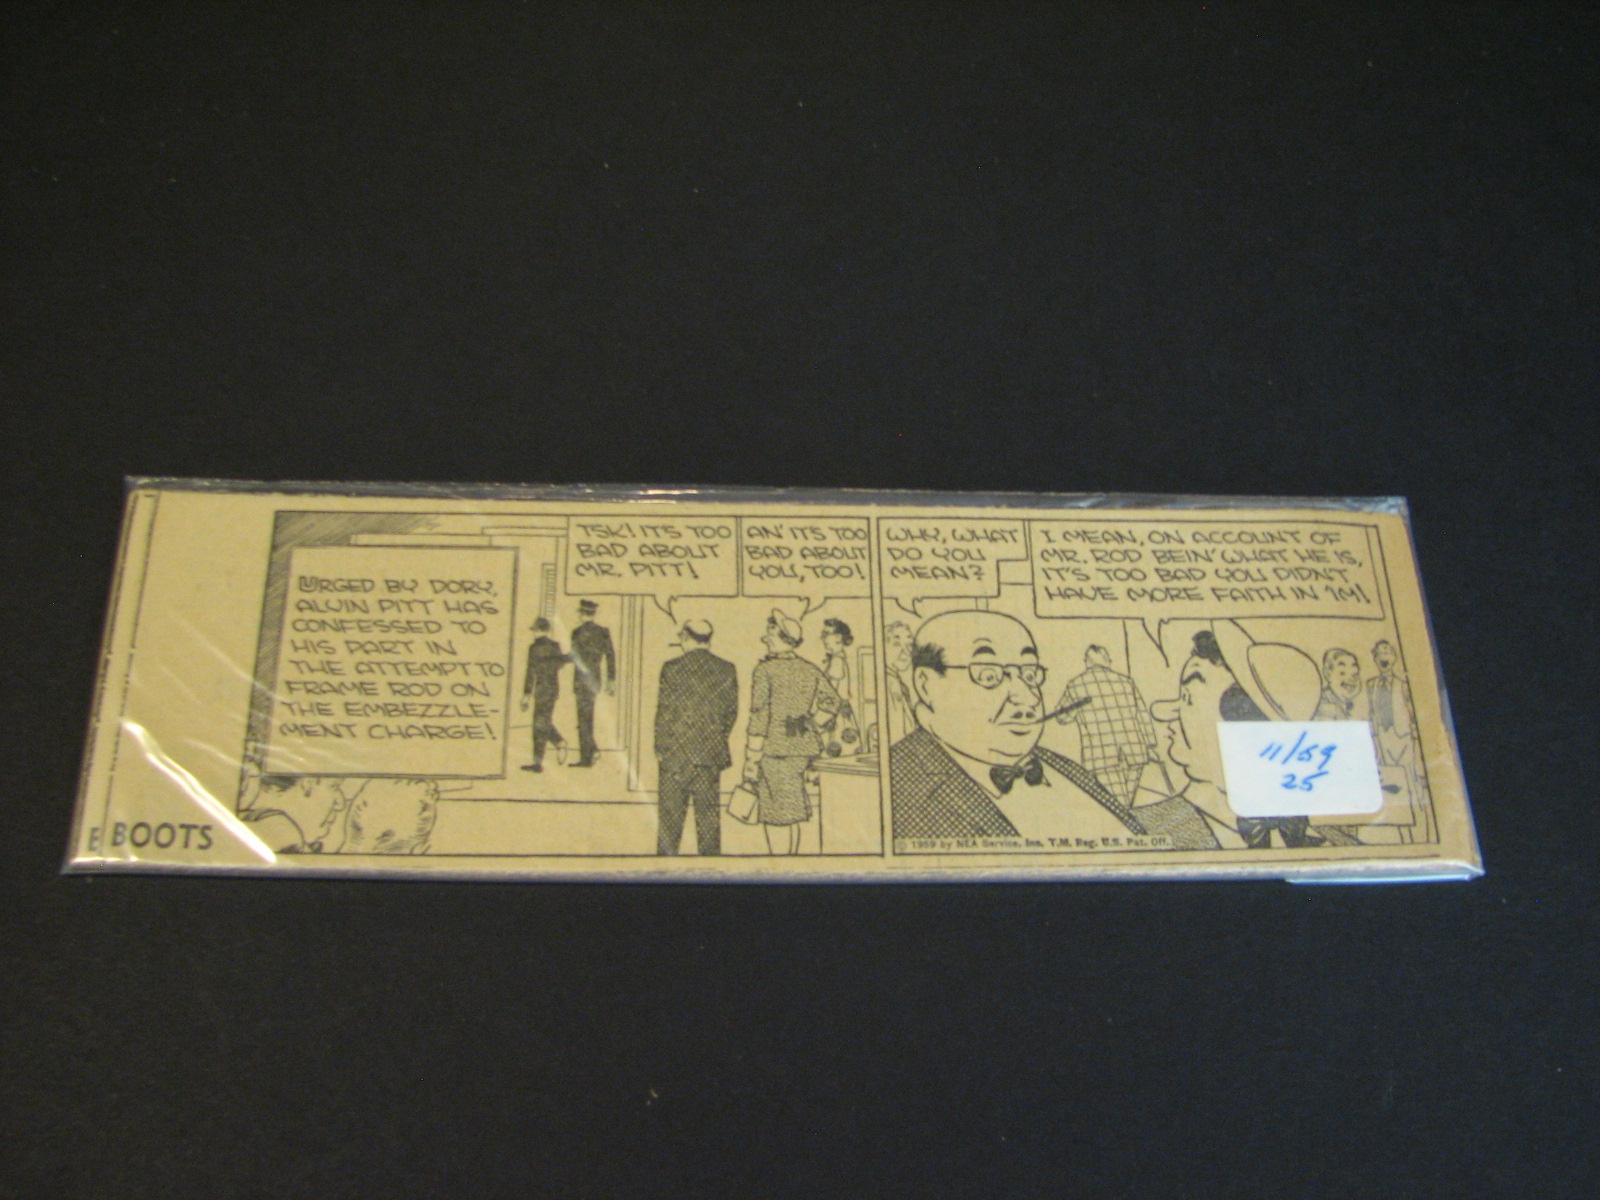 URGED BY DORY,
ALVIN PITT HAS
CONFESSED TO
HIS PART IN
THE ATTEMPT TO
FRAME ROD ON
THE EMBEZZLE-
MENT CHARGE!
TSK! IT'S TOO
BAD ABOUT
MR. PITT!
AN' IT'S TOO
BAD ABOUT
YOU, TOO!
WHY, WHAT
DO YOU
MEAN?
I MEAN, ON ACCOUNT OF
MR. ROD BEIN' WHAT HE IS,
IT'S TOO BAD YOU DIDN'T
HAVE MORE FAITH IN 'IM!
11/59
25
BOOTS
© 1959 by NEA Service, Inc. T.M. Reg. U.S. Pat. Off.